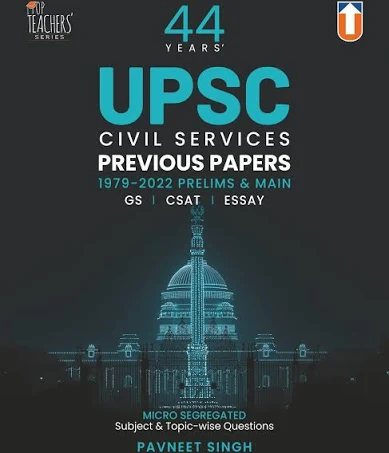 TOP
TEACHERS'
SERIES
44
YEARS'
UPSC
CIVIL SERVICES
PREVIOUS PAPERS
1979-2022 PRELIMS & MAIN
GS | CSAT | ESSAY
MICRO SEGREGATED
Subject & Topic-wise Questions
PAVNEET SINGH